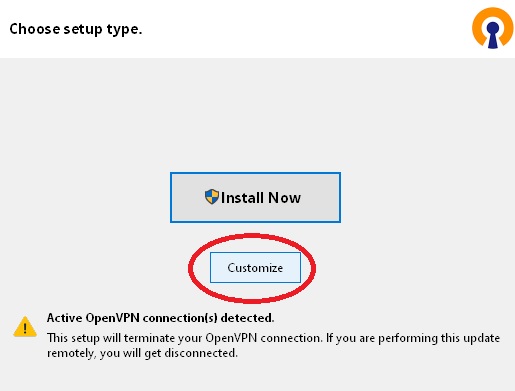 Choose setup type.
Install Now
Customize
Active OpenVPN connection(s) detected.
This setup will terminate your OpenVPN connection. If you are performing this update
remotely, you will get disconnected.